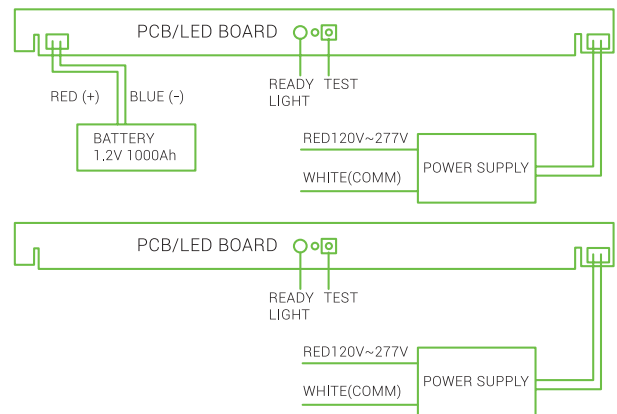 PCB/LED BOARD
READY TEST
LIGHT
RED (+) BLUE (-)
BATTERY
1.2V 1000Ah
RED120V~277V
POWER SUPPLY
WHITE(COMM)
PCB/LED BOARD
READY TEST
LIGHT
RED120V~277V
POWER SUPPLY
WHITE(COMM)